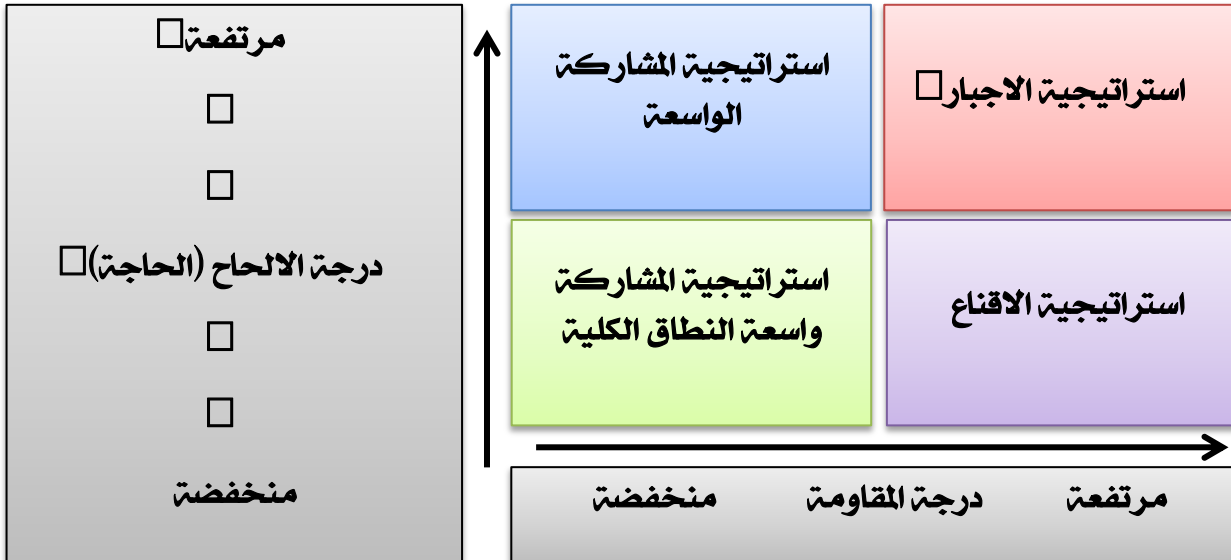 مرتفعة
درجة الالحاح (الحاجة)
منخفضة
استراتيجية المشاركة
الواسعة
استراتيجية الاجبار
استراتيجية المشاركة
واسعة النطاق الكلية
استراتيجية الاقناع
منخفضة درجة المقاومة مرتفعة